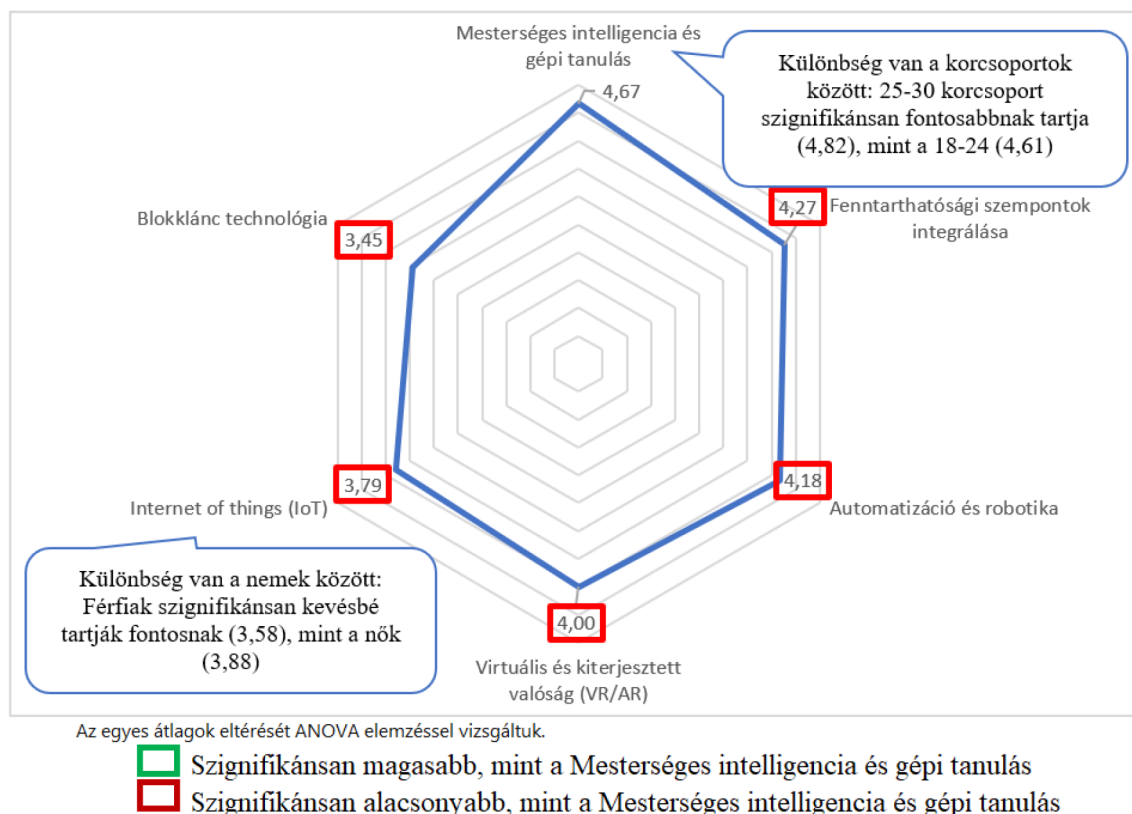 Mesterséges intelligencia és
gépi tanulás
4,67
Különbség van a korcsoportok
között: 25-30 korcsoport
szignifikánsan fontosabbnak tartja
(4,82), mint a 18-24 (4,61)
4,27
Fenntarthatósági szempontok
integrálása
Blokklánc technológia
3,45
Internet of things (IoT)
3,79
4,18
Automatizáció és robotika
Különbség van a nemek között:
Férfiak szignifikánsan kevésbé
tartják fontosnak (3,58), mint a nők
(3,88)
4,00
Virtuális és kiterjesztett
valóság (VR/AR)
Az egyes átlagok eltérését ANOVA elemzéssel vizsgáltuk.
Szignifikánsan magasabb, mint a Mesterséges intelligencia és gépi tanulás
Szignifikánsan alacsonyabb, mint a Mesterséges intelligencia és gépi tanulás